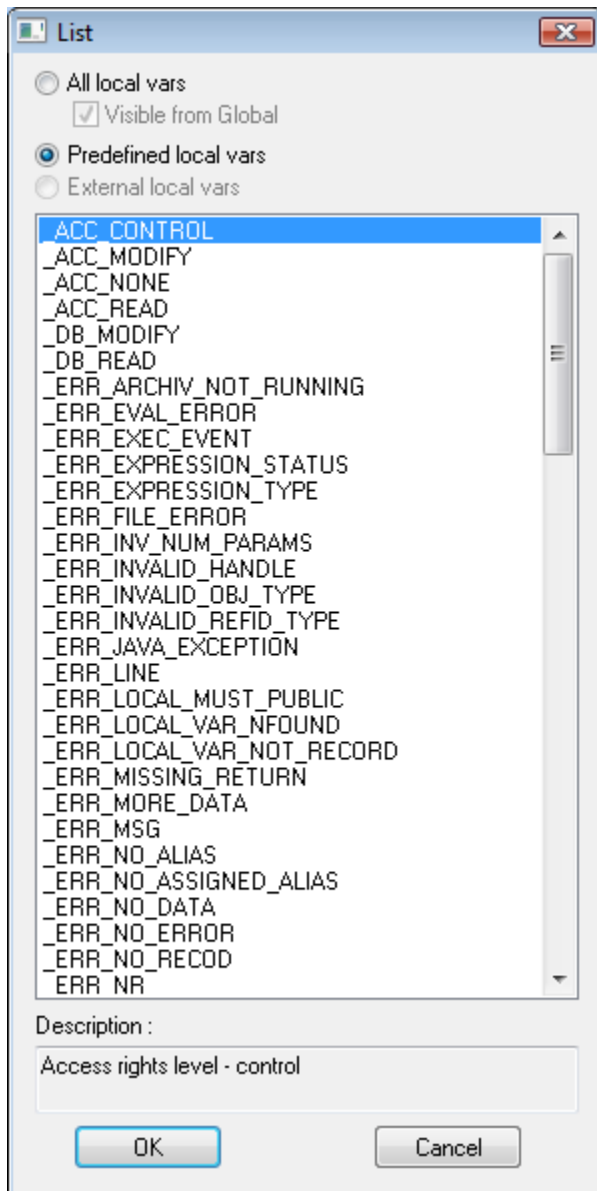 List
All local vars
Visible from Global
Predefined local vars
External local vars
_ACC_CONTROL
_ACC_MODIFY
_ACC_NONE
_ACC_READ
_DB_MODIFY
_DB_READ
_ERR_ARCHIV_NOT_RUNNING
_ERR_EVAL_ERROR
_ERR_EXEC_EVENT
_ERR_EXPRESSION_STATUS
_ERR_EXPRESSION_TYPE
_ERR_FILE_ERROR
_ERR_INV_NUM_PARAMS
_ERR_INVALID_HANDLE
_ERR_INVALID_OBJ_TYPE
_ERR_INVALID_REFID_TYPE
_ERR_JAVA_EXCEPTION
_ERR_LINE
_ERR_LOCAL_MUST_PUBLIC
_ERR_LOCAL_VAR_NFOUND
_ERR_LOCAL_VAR_NOT_RECORD
_ERR_MISSING_RETURN
_ERR_MORE_DATA
_ERR_MSG
_ERR_NO_ALIAS
_ERR_NO_ASSIGNED_ALIAS
_ERR_NO_DATA
_ERR_NO_ERROR
_ERR_NO_RECOD
_ERR_NR
Description :
Access rights level - control
OK Cancel